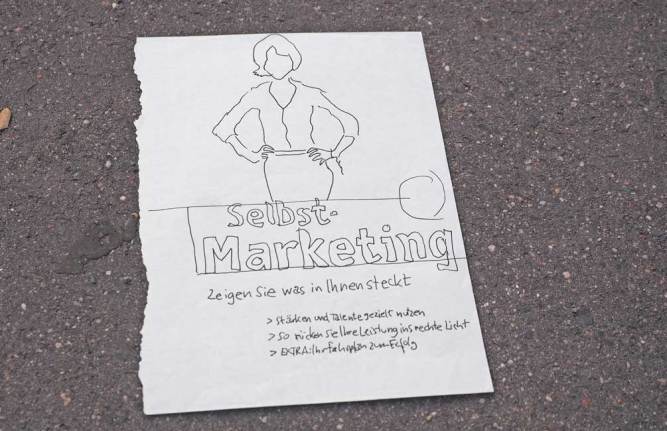 Selbst-
Marketing
Zeigen Sie was in Ihnen steckt
> Stärken und Talente gezielt nutzen
> So rücken Sie Ihre Leistung ins rechte Licht
> EXTRA: Ihr Fahrplan zum Erfolg